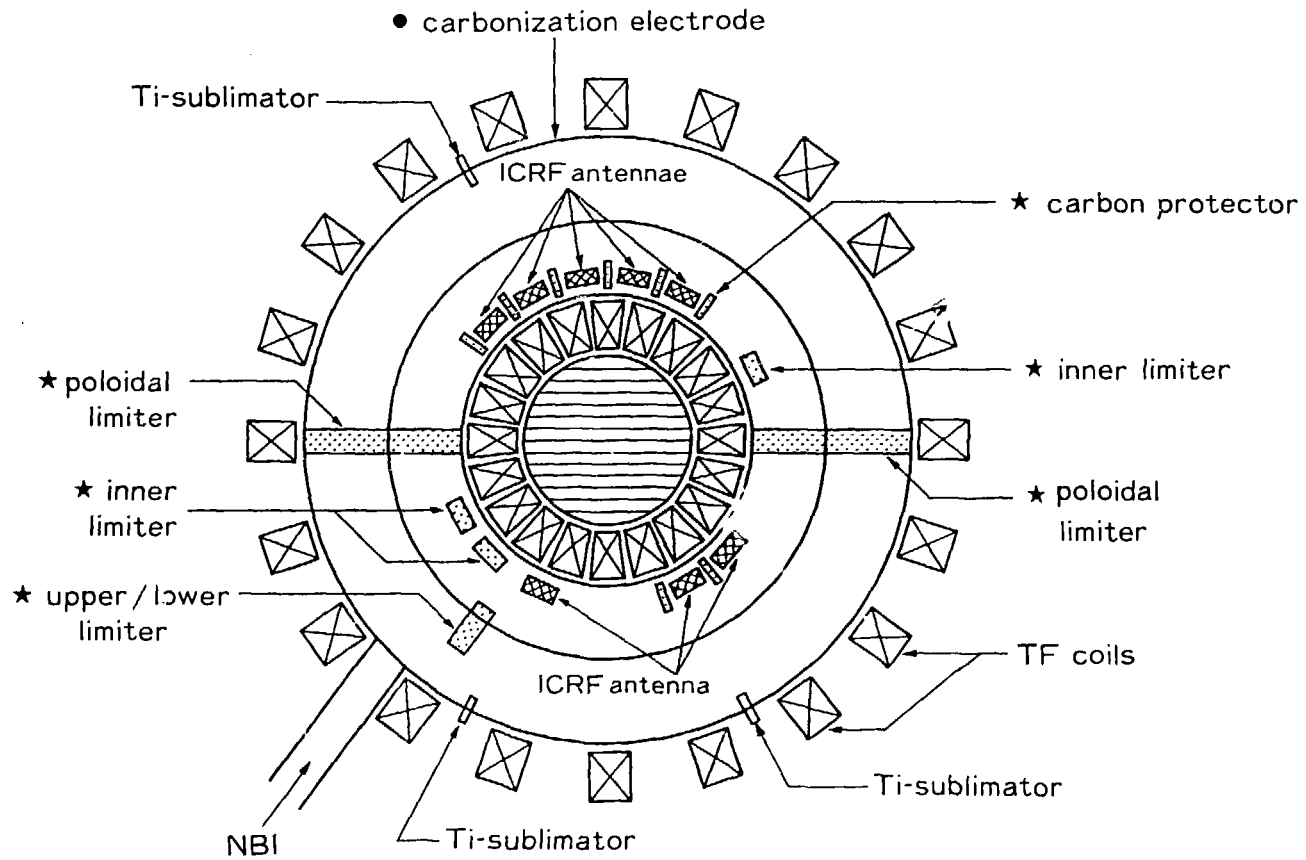 ● carbonization electrode
Ti-sublimator
ICRF antennae
★ carbon protector
★ inner limiter
★ poloidal
limiter
★ inner
limiter
★ poloidal
limiter
★ upper/lower
limiter
TF coils
ICRF antenna
Ti-sublimator
Ti-sublimator
NBI